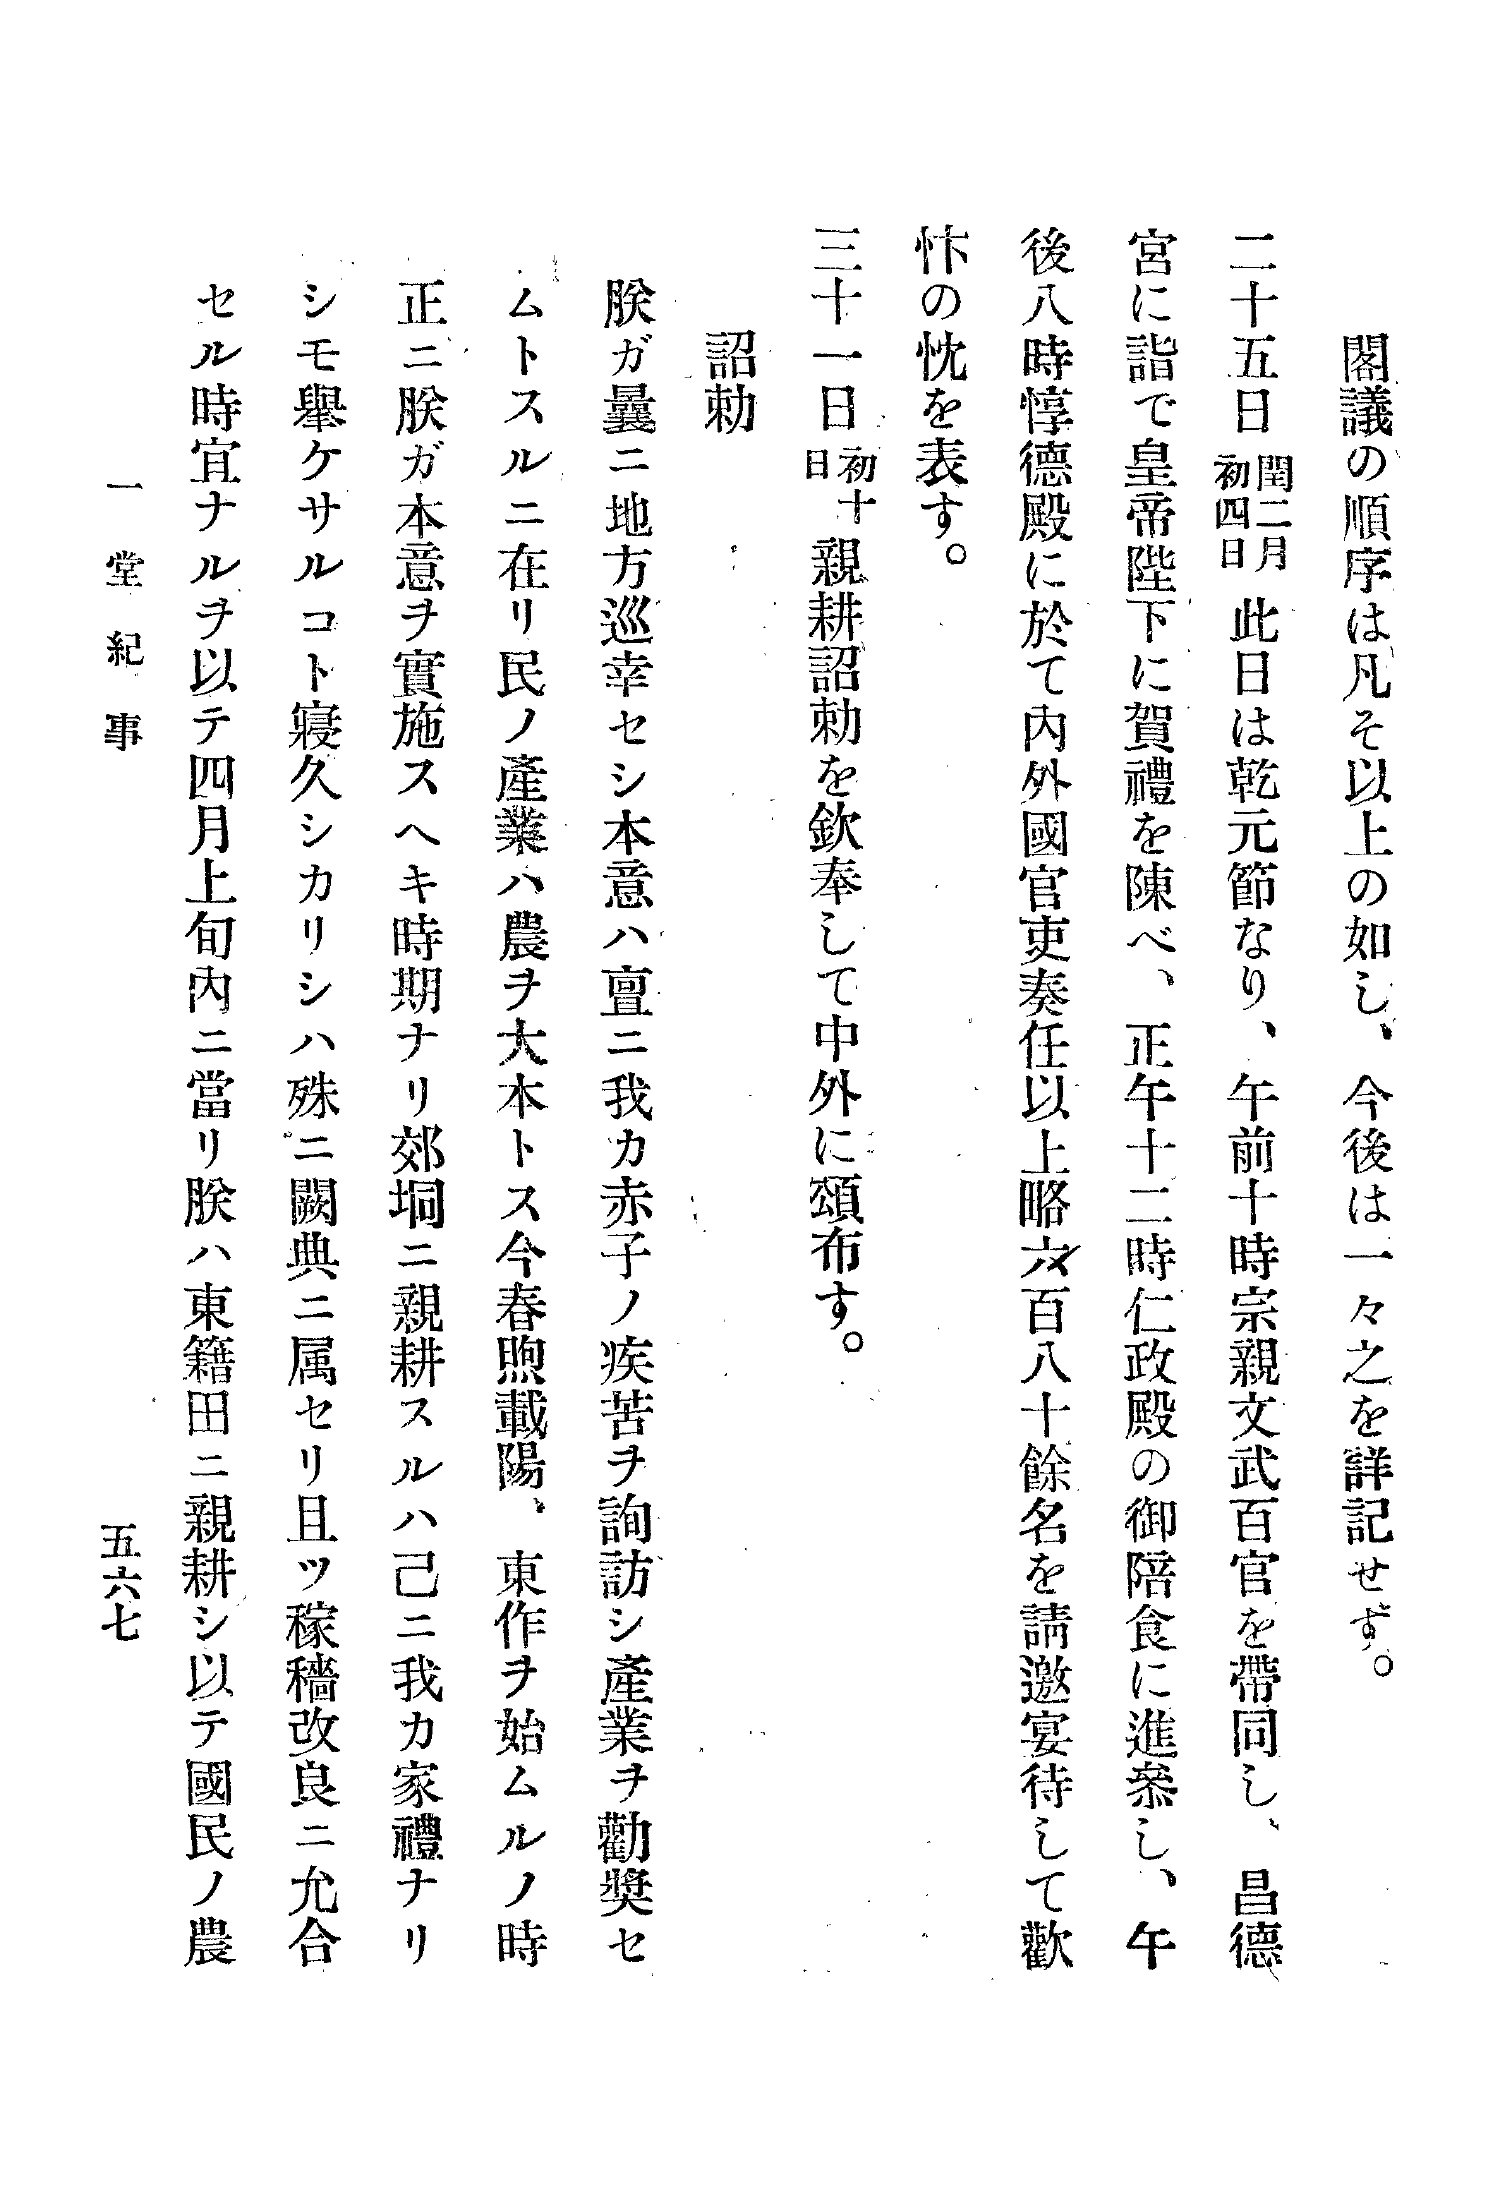 閣議の順序は凡そ以上の如し、今後は一々之を詳記せず。
二十五日閏二月初四日此日は乾元節なり、午前十時宗親文武百官を帶同し、昌德
宮に詣で皇帝陛下に賀禮を陳べ、正午十二時仁政殿の御陪食に進參し、午
後八時惇德殿に於て內外國官吏奏任以上略六百八十餘名を請邀宴待して歡
忭の忱を表す。
三十一日初十日親耕詔勅を欽奉して中外に頒布す。
詔勅
朕ガ曩ニ地方巡幸セシ本意ハ亶ニ我カ赤子ノ疾苦ヲ詢訪シ產業ヲ勸奬セ
ムトスルニ在リ民ノ產業ハ農ヲ大本トス今春煦載陽、東作ヲ始ムルノ時
正ニ朕ガ本意ヲ實施スヘキ時期ナリ郊坰ニ親耕スルハ己ニ我カ家禮ナリ
シモ擧ケサルコト寖久シカリシハ殊ニ闕典ニ属セリ且ツ稼穡改良ニ允合
セル時宜ナルヲ以テ四月上旬內ニ當リ朕ハ東籍田ニ親耕シ以テ國民ノ農
一堂紀事
五六七